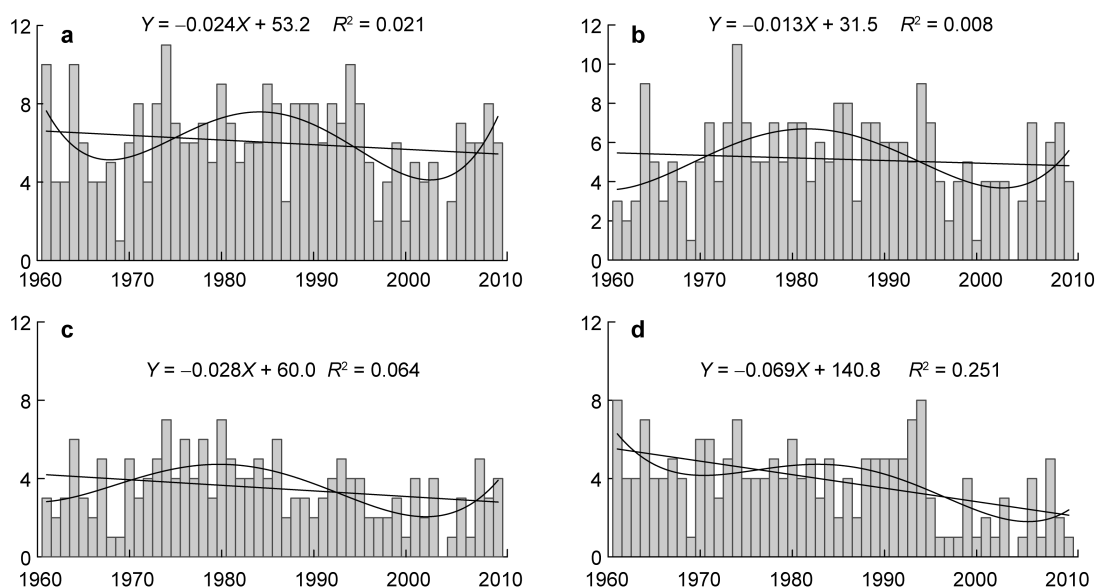 a
Y = −0.024X + 53.2 R² = 0.021
12
8
4
0
1960 1970 1980 1990 2000 2010
b
Y = −0.013X + 31.5 R² = 0.008
12
10
8
6
4
2
0
1960 1970 1980 1990 2000 2010
c
Y = −0.028X + 60.0 R² = 0.064
12
8
4
0
1960 1970 1980 1990 2000 2010
d
Y = −0.069X + 140.8 R² = 0.251
12
8
4
0
1960 1970 1980 1990 2000 2010